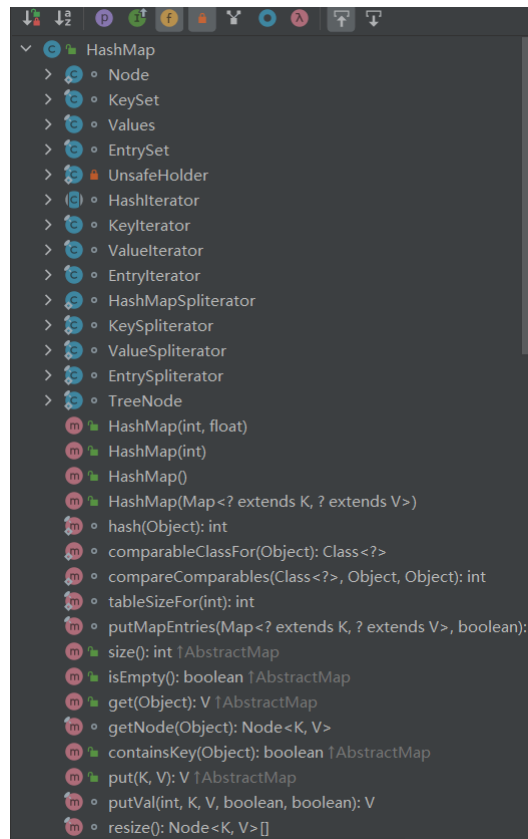 HashMap
Node
KeySet
Values
EntrySet
UnsafeHolder
HashIterator
KeyIterator
ValueIterator
EntryIterator
HashMapSpliterator
KeySpliterator
ValueSpliterator
EntrySpliterator
TreeNode
HashMap(int, float)
HashMap(int)
HashMap()
HashMap(Map<? extends K, ? extends V>)
hash(Object): int
comparableClassFor(Object): Class<?>
compareComparables(Class<?>, Object, Object): int
tableSizeFor(int): int
putMapEntries(Map<? extends K, ? extends V>, boolean):
size(): int ↑AbstractMap
isEmpty(): boolean ↑AbstractMap
get(Object): V ↑AbstractMap
getNode(Object): Node<K, V>
containsKey(Object): boolean ↑AbstractMap
put(K, V): V ↑AbstractMap
putVal(int, K, V, boolean, boolean): V
resize(): Node<K, V>[]